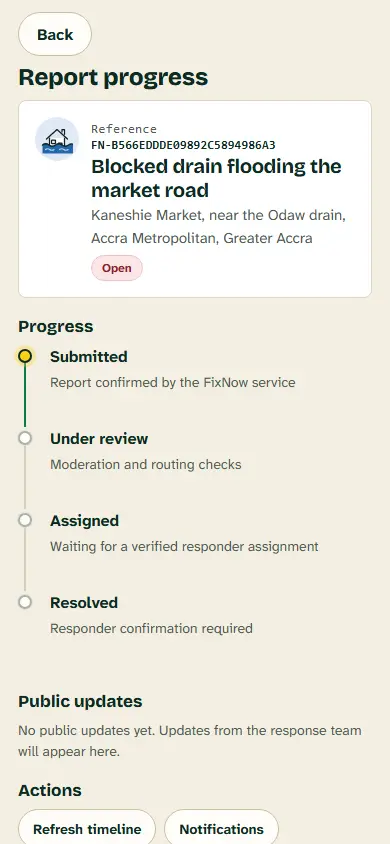 Back
Report progress
Reference
FN-B566EDDDE09892C5894986A3
Blocked drain flooding the
market road
Kaneshie Market, near the Odaw drain,
Accra Metropolitan, Greater Accra
Open
Progress
Submitted
Report confirmed by the FixNow service
Under review
Moderation and routing checks
Assigned
Waiting for a verified responder assignment
Resolved
Responder confirmation required
Public updates
No public updates yet. Updates from the response team
will appear here.
Actions
Refresh timeline
Notifications